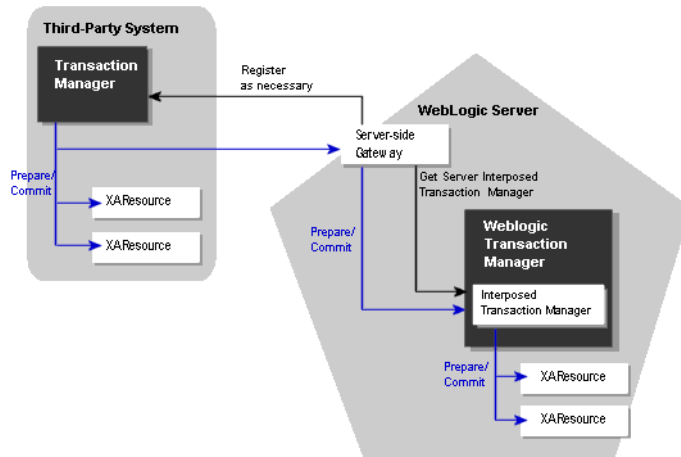 Third-Party System
Transaction
Manager
Register
as necessary
WebLogic Server
Server-side
Gateway
Prepare/
Commit
XAResource
XAResource
Get Server Interposed
Transaction Manager
Prepare/
Commit
Weblogic
Transaction
Manager
Interposed
Transaction Manager
Prepare/
Commit
XAResource
XAResource